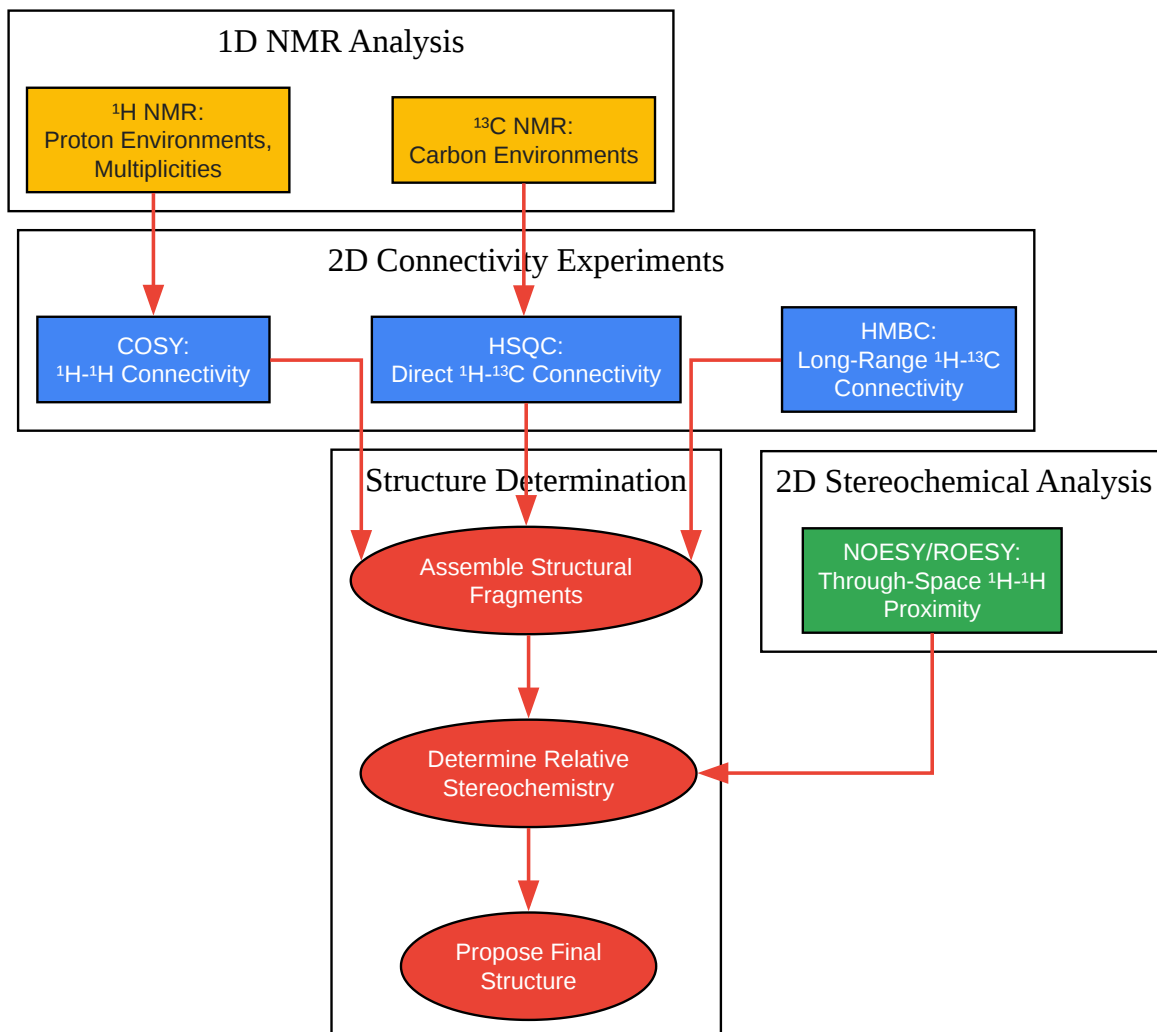 1D NMR Analysis
¹H NMR:
Proton Environments,
Multiplicities
¹³C NMR:
Carbon Environments
2D Connectivity Experiments
COSY:
¹H-¹H Connectivity
HSQC:
Direct ¹H-¹³C Connectivity
HMBC:
Long-Range ¹H-¹³C
Connectivity
Structure Determination
Assemble Structural
Fragments
Determine Relative
Stereochemistry
Propose Final
Structure
2D Stereochemical Analysis
NOESY/ROESY:
Through-Space ¹H-¹H
Proximity